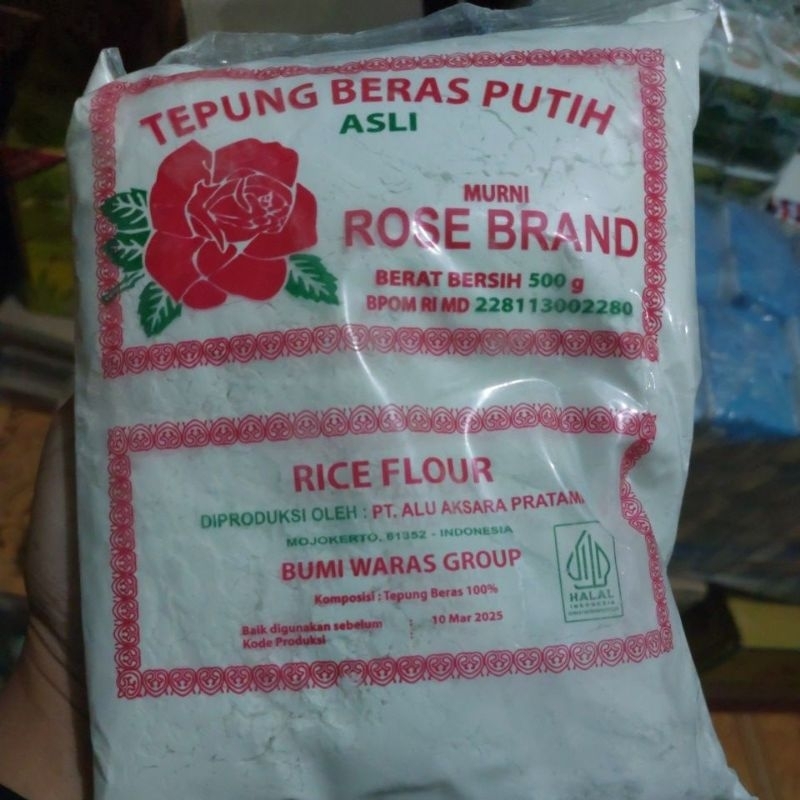 TEPUNG BERAS PUTIH
ASLI
MURNI
ROSE BRAND
BERAT BERSIH 500 g
BPOM RI MD 228113002280
RICE FLOUR
DIPRODUKSI OLEH : PT. ALU AKSARA PRATAMA
MOJOKERTO, 61352 - INDONESIA
BUMI WARAS GROUP
Komposisi : Tepung Beras 100%
HALAL
INDONESIA
Baik digunakan sebelum : 10 Mar 2025
Kode Produksi